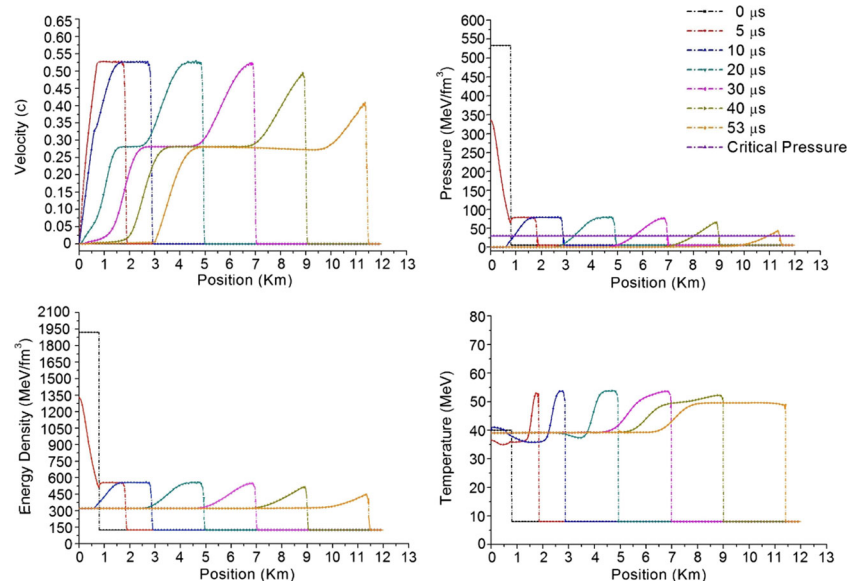 0.65
0.60
0.55
0.50
0.45
0.40
0.35
0.30
0.25
0.20
0.15
0.10
0.05
0
Velocity (c)
0 1 2 3 4 5 6 7 8 9 10 11 12 13
Position (Km)
600
550
500
450
400
350
300
250
200
150
100
50
0
Pressure (MeV/fm³)
0 1 2 3 4 5 6 7 8 9 10 11 12 13
Position (Km)
0 μs
5 μs
10 μs
20 μs
30 μs
40 μs
53 μs
Critical Pressure
2100
1950
1800
1650
1500
1350
1200
1050
900
750
600
450
300
150
0
Energy Density (MeV/fm³)
0 1 2 3 4 5 6 7 8 9 10 11 12 13
Position (Km)
80
70
60
50
40
30
20
10
0
Temperature (MeV)
0 1 2 3 4 5 6 7 8 9 10 11 12 13
Position (Km)